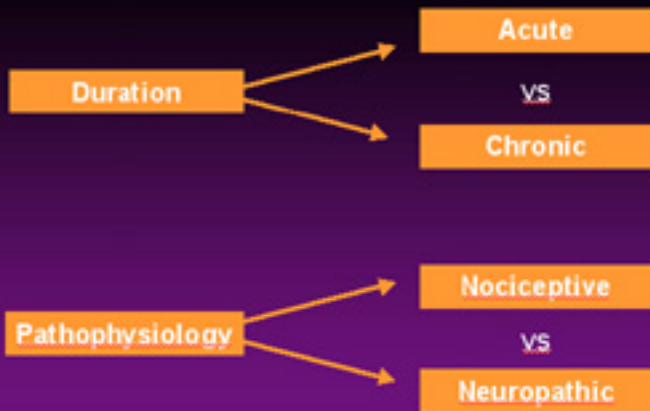 Acute
Duration
vs
Chronic
Nociceptive
Pathophysiology
vs
Neuropathic